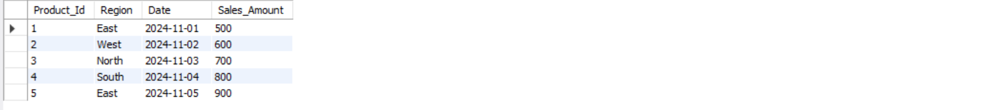 Product_Id Region Date Sales_Amount
1 East 2024-11-01 500
2 West 2024-11-02 600
3 North 2024-11-03 700
4 South 2024-11-04 800
5 East 2024-11-05 900